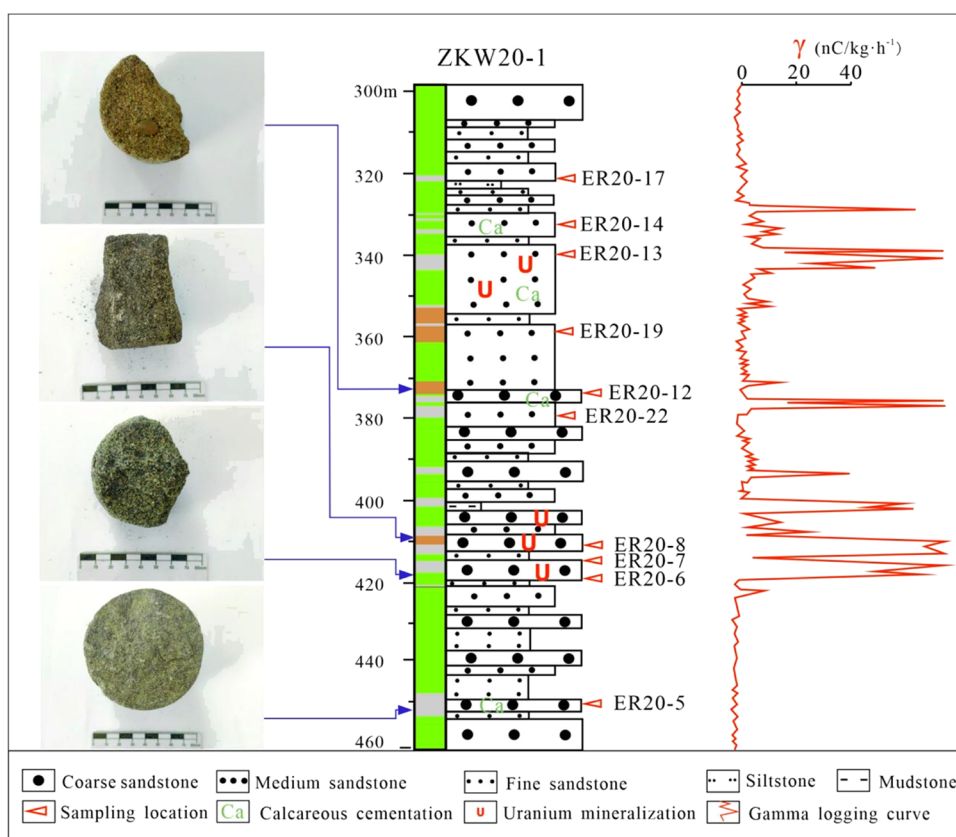 ZKW20-1
γ (nC/kg·h⁻¹)
0 20 40
300m
320
340
360
380
400
420
440
460
ER20-17
ER20-14
ER20-13
ER20-19
ER20-12
ER20-22
ER20-8
ER20-7
ER20-6
ER20-5
Ca
U
U
Ca
Ca
U
U
U
Ca
Coarse sandstone
Medium sandstone
Fine sandstone
Siltstone
Mudstone
Sampling location
Ca Calcareous cementation
U Uranium mineralization
Gamma logging curve